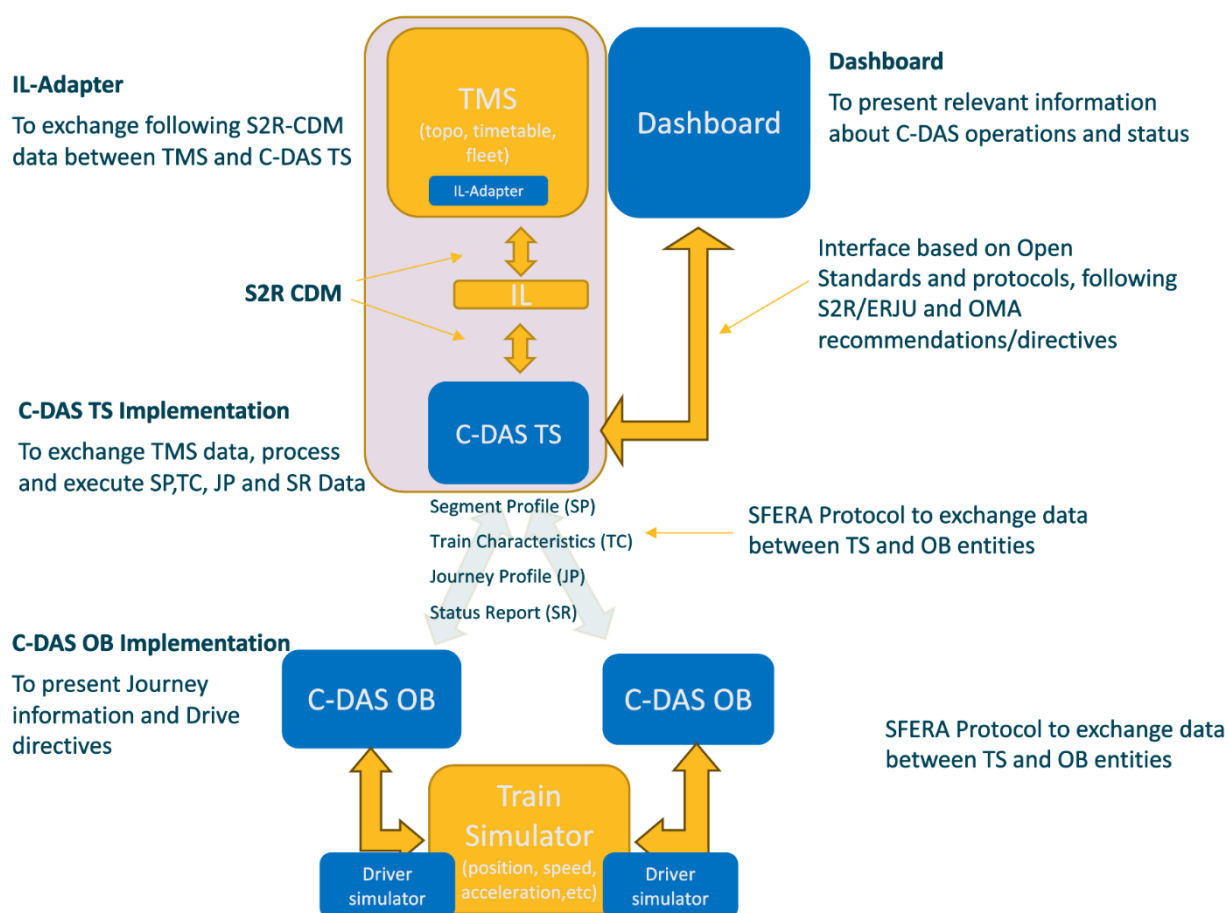 IL-Adapter
To exchange following S2R-CDM
data between TMS and C-DAS TS
TMS
(topo, timetable,
fleet)
IL-Adapter
Dashboard
Dashboard
To present relevant information
about C-DAS operations and status
S2R CDM
IL
Interface based on Open
Standards and protocols, following
S2R/ERJU and OMA
recommendations/directives
C-DAS TS Implementation
To exchange TMS data, process
and execute SP,TC, JP and SR Data
C-DAS TS
Segment Profile (SP)
Train Characteristics (TC)
Journey Profile (JP)
Status Report (SR)
SFERA Protocol to exchange data
between TS and OB entities
C-DAS OB Implementation
To present Journey
information and Drive
directives
C-DAS OB
C-DAS OB
SFERA Protocol to exchange data
between TS and OB entities
Train
Simulator
(position, speed,
acceleration,etc)
Driver
simulator
Driver
simulator